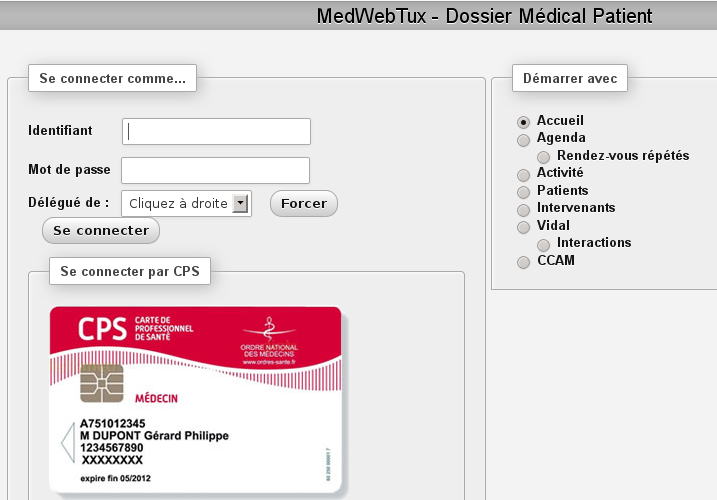 MedWebTux - Dossier Médical Patient
Se connecter comme...
Identifiant
Mot de passe
Délégué de :
Cliquez à droite
Forcer
Se connecter
Se connecter par CPS
CPS
CARTE DE
PROFESSIONNEL
DE SANTÉ
ORDRE NATIONAL
DES MÉDECINS
www.ordres-sante.fr
MÉDECIN
A751012345
M DUPONT Gérard Philippe
1234567890
XXXXXXXX
expire fin 05/2012
Démarrer avec
Accueil
Agenda
Rendez-vous répétés
Activité
Patients
Intervenants
Vidal
Interactions
CCAM